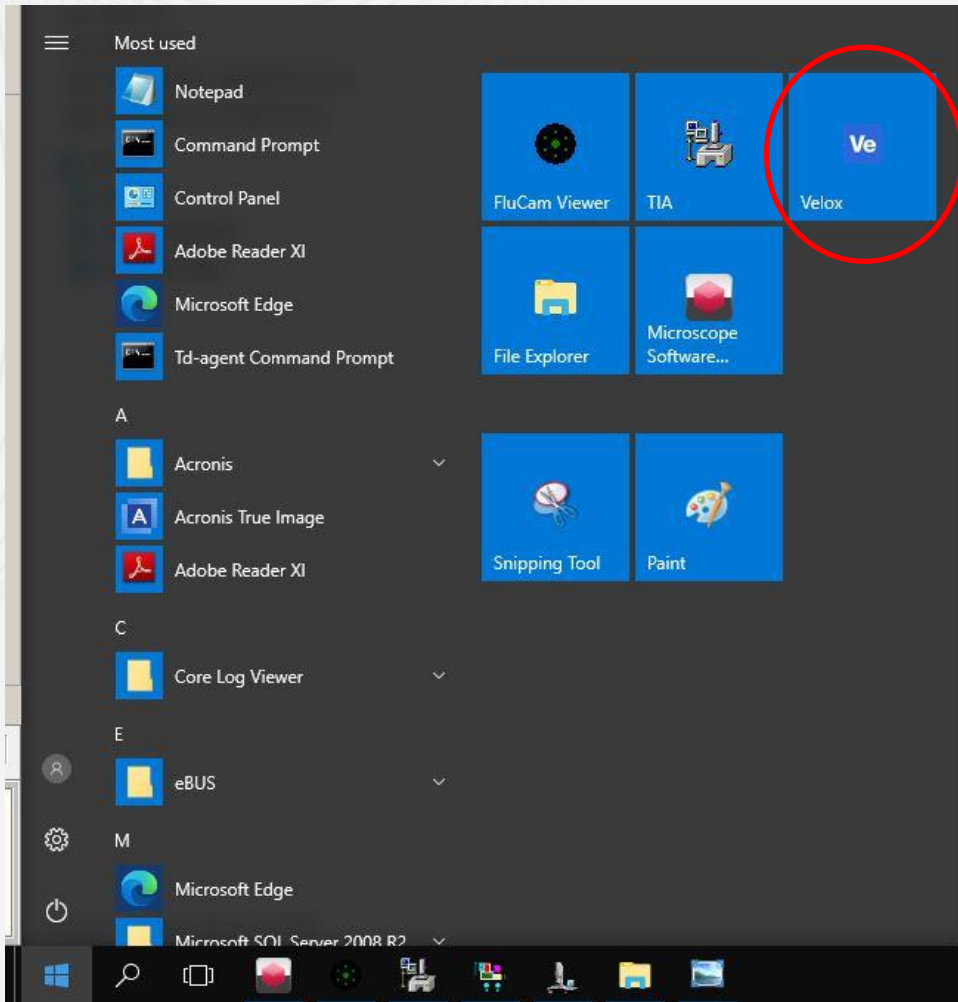 Most used
Notepad
Command Prompt
Control Panel
Adobe Reader XI
Microsoft Edge
Td-agent Command Prompt
A
Acronis
Acronis True Image
Adobe Reader XI
C
Core Log Viewer
E
eBUS
M
Microsoft Edge
Microsoft SQL Server 2008 R2
FluCam Viewer
TIA
Ve
Velox
File Explorer
Microscope
Software...
Snipping Tool
Paint